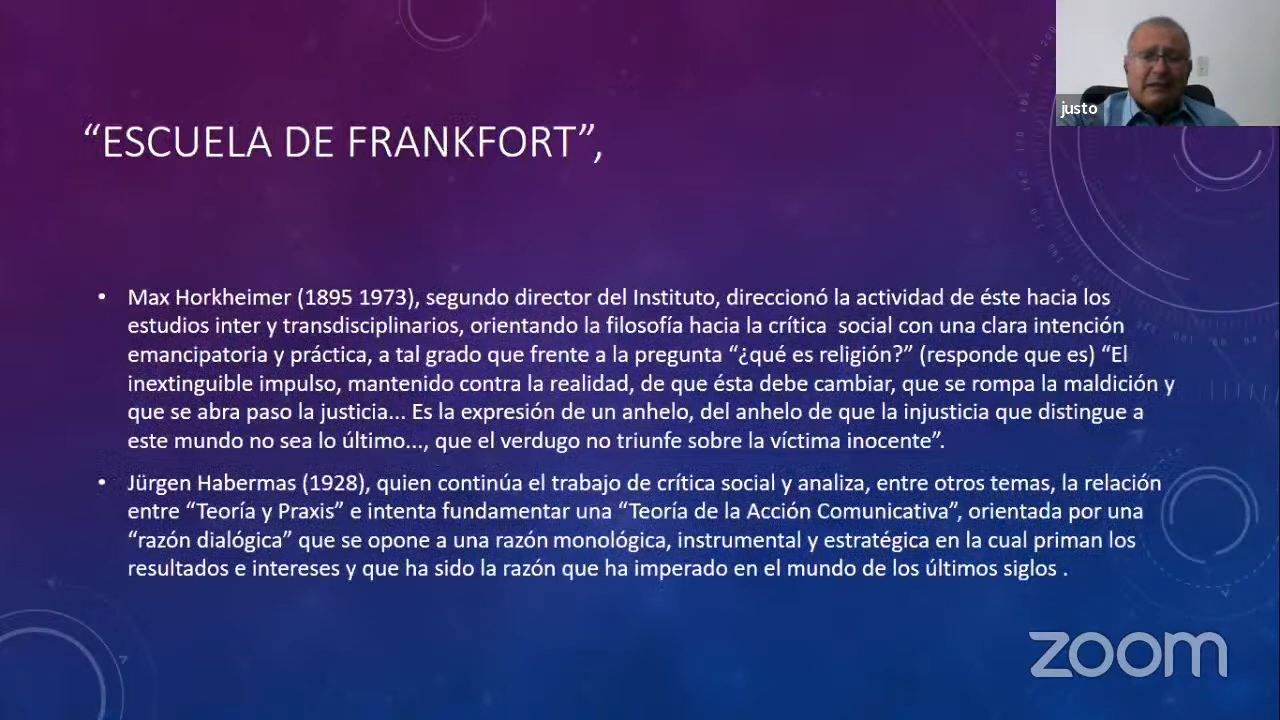 justo
“ESCUELA DE FRANKFORT”,
• Max Horkheimer (1895 1973), segundo director del Instituto, direccionó la actividad de éste hacia los
estudios inter y transdisciplinarios, orientando la filosofía hacia la crítica  social con una clara intención
emancipatoria y práctica, a tal grado que frente a la pregunta “¿qué es religión?” (responde que es) “El
inextinguible impulso, mantenido contra la realidad, de que ésta debe cambiar, que se rompa la maldición y
que se abra paso la justicia... Es la expresión de un anhelo, del anhelo de que la injusticia que distingue a
este mundo no sea lo último..., que el verdugo no triunfe sobre la víctima inocente”.
• Jürgen Habermas (1928), quien continúa el trabajo de crítica social y analiza, entre otros temas, la relación
entre “Teoría y Praxis” e intenta fundamentar una “Teoría de la Acción Comunicativa”, orientada por una
“razón dialógica” que se opone a una razón monológica, instrumental y estratégica en la cual priman los
resultados e intereses y que ha sido la razón que ha imperado en el mundo de los últimos siglos .
zoom